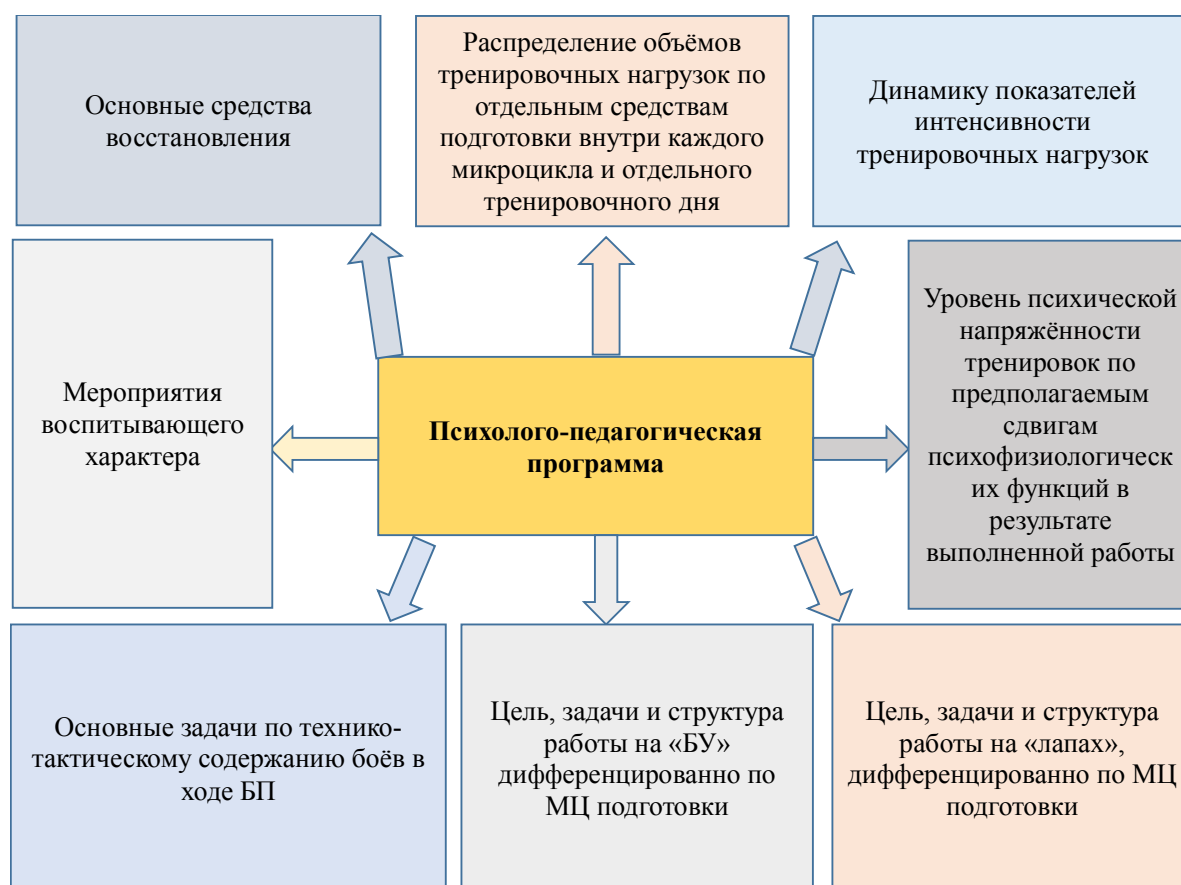 Основные средства
восстановления
Распределение объёмов
тренировочных нагрузок по
отдельным средствам
подготовки внутри каждого
микроцикла и отдельного
тренировочного дня
Динамику показателей
интенсивности
тренировочных нагрузок
Мероприятия
воспитывающего
характера
Психолого-педагогическая
программа
Уровень психической
напряжённости
тренировок по
предполагаемым
сдвигам
психофизиологическ
их функций в
результате
выполненной работы
Основные задачи по технико-
тактическому содержанию боёв в
ходе БП
Цель, задачи и структура
работы на «БУ»
дифференцированно по
МЦ подготовки
Цель, задачи и структура
работы на «лапах»,
дифференцированно по МЦ
подготовки